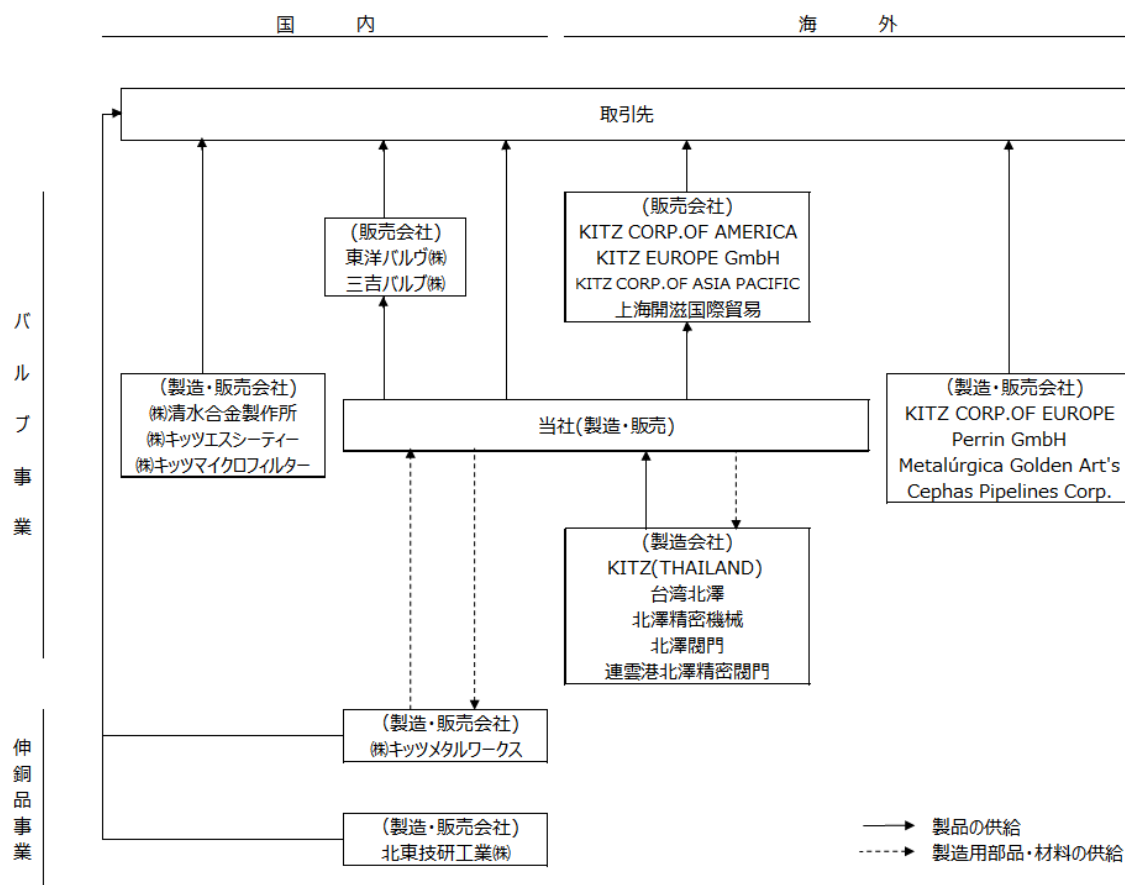 国　　　内
海　　　外
取引先
バルブ事業
(販売会社)
東洋バルヴ㈱
三吉バルブ㈱
(販売会社)
KITZ CORP.OF AMERICA
KITZ EUROPE GmbH
KITZ CORP.OF ASIA PACIFIC
上海開滋国際貿易
(製造・販売会社)
㈱清水合金製作所
㈱キッツエスシーティー
㈱キッツマイクロフィルター
当社(製造・販売)
(製造・販売会社)
KITZ CORP.OF EUROPE
Perrin GmbH
Metalúrgica Golden Art's
Cephas Pipelines Corp.
(製造会社)
KITZ(THAILAND)
台湾北澤
北澤精密機械
北澤閥門
連雲港北澤精密閥門
伸銅品事業
(製造・販売会社)
㈱キッツメタルワークス
(製造・販売会社)
北東技研工業㈱
製品の供給
製造用部品・材料の供給